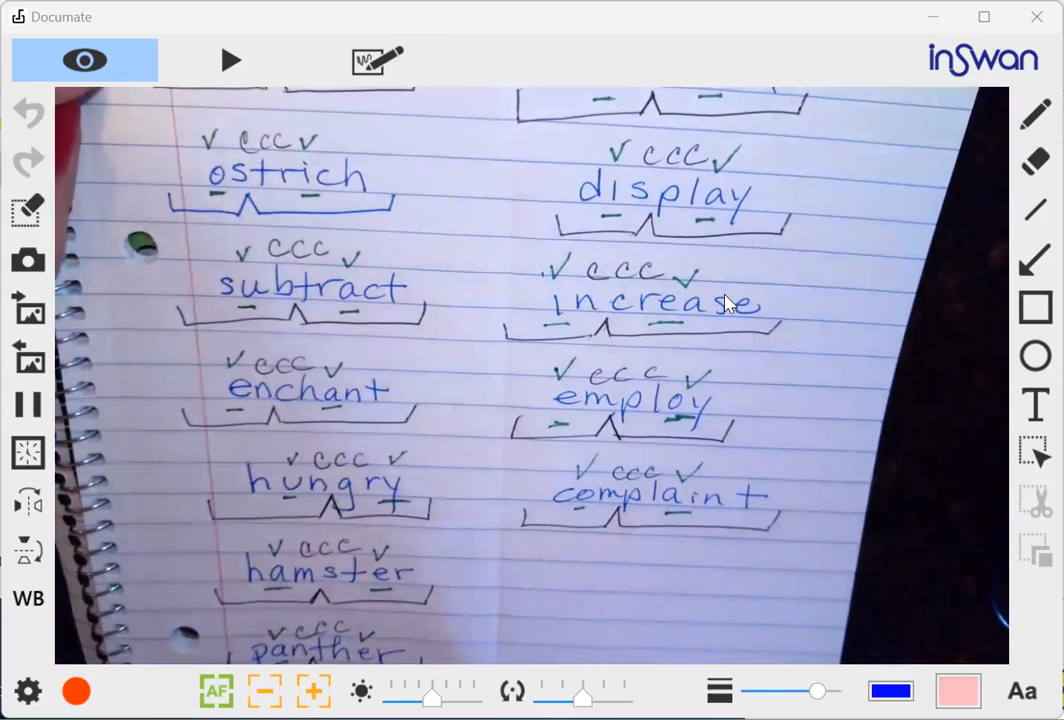 Documate
inSwan
✓ ccc ✓
ostrich
✓ ccc ✓
subtract
✓ ccc ✓
enchant
✓ ccc ✓
hungry
✓ ccc ✓
hamster
✓ ccc ✓
panther
✓ ccc ✓
display
✓ ccc ✓
increase
✓ ccc ✓
employ
✓ ccc ✓
complaint
WB
T
AF
Aa